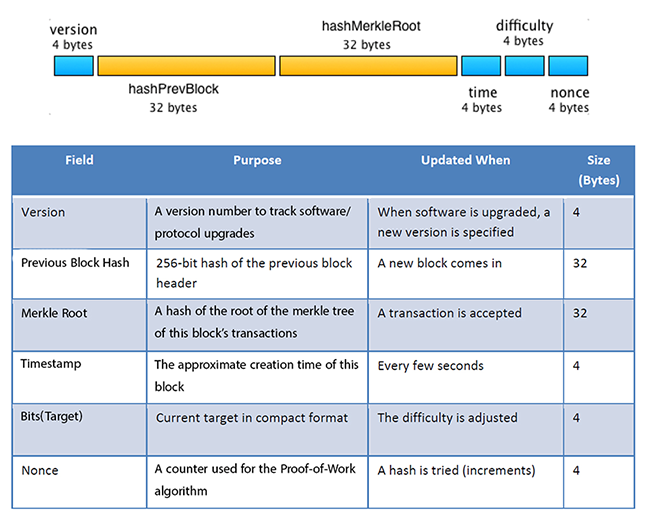 version
4 bytes
hashPrevBlock
32 bytes
hashMerkleRoot
32 bytes
time
4 bytes
difficulty
4 bytes
nonce
4 bytes
Field
Purpose
Updated When
Size
(Bytes)
Version
A version number to track software/
protocol upgrades
When software is upgraded, a
new version is specified
4
Previous Block Hash
256-bit hash of the previous block
header
A new block comes in
32
Merkle Root
A hash of the root of the merkle tree
of this block's transactions
A transaction is accepted
32
Timestamp
The approximate creation time of this
block
Every few seconds
4
Bits(Target)
Current target in compact format
The difficulty is adjusted
4
Nonce
A counter used for the Proof-of-Work
algorithm
A hash is tried (increments)
4